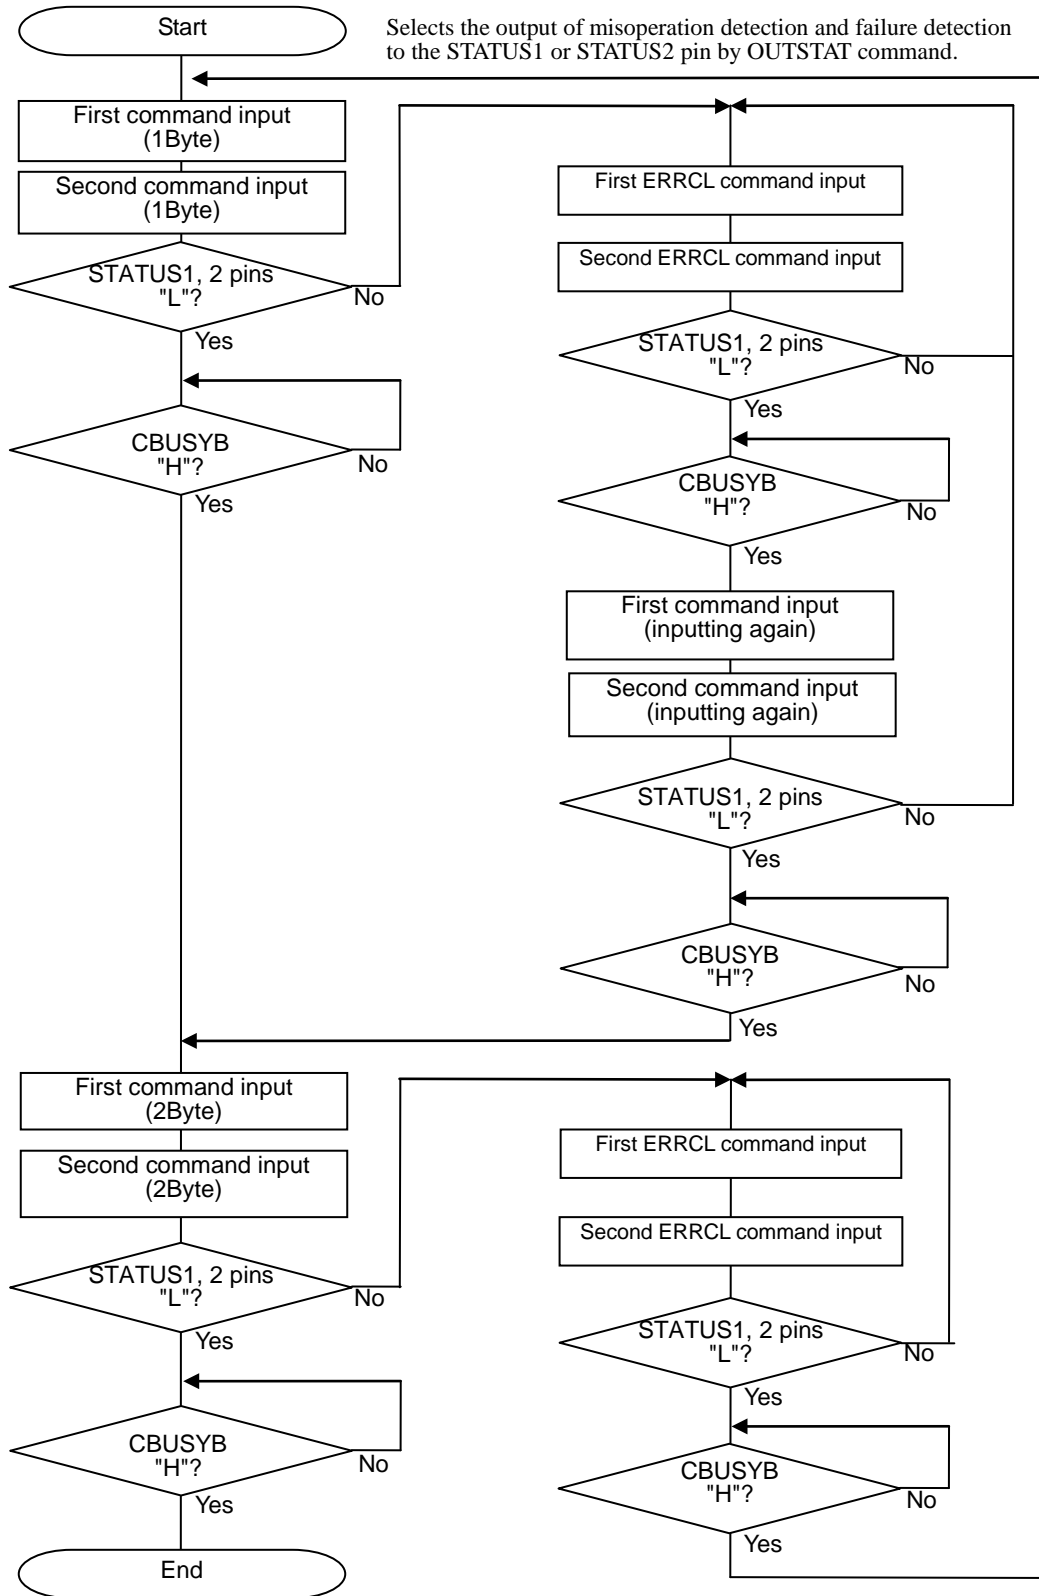 Start
Selects the output of misoperation detection and failure detection
to the STATUS1 or STATUS2 pin by OUTSTAT command.
First command input
(1Byte)
Second command input
(1Byte)
STATUS1, 2 pins
"L"?
No
Yes
CBUSYB
"H"?
No
Yes
First ERRCL command input
Second ERRCL command input
STATUS1, 2 pins
"L"?
No
Yes
CBUSYB
"H"?
No
Yes
First command input
(inputting again)
Second command input
(inputting again)
STATUS1, 2 pins
"L"?
No
Yes
CBUSYB
"H"?
No
Yes
First command input
(2Byte)
Second command input
(2Byte)
STATUS1, 2 pins
"L"?
No
Yes
CBUSYB
"H"?
No
Yes
End
First ERRCL command input
Second ERRCL command input
STATUS1, 2 pins
"L"?
No
Yes
CBUSYB
"H"?
No
Yes